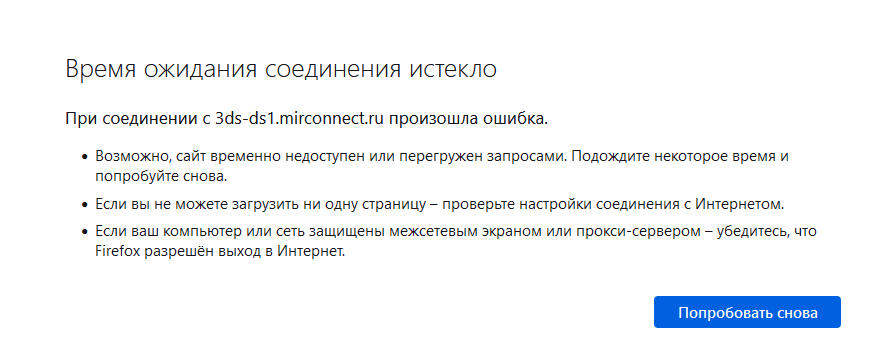 Время ожидания соединения истекло
При соединении с 3ds-ds1.mirconnect.ru произошла ошибка.
• Возможно, сайт временно недоступен или перегружен запросами. Подождите некоторое время и
попробуйте снова.
• Если вы не можете загрузить ни одну страницу – проверьте настройки соединения с Интернетом.
• Если ваш компьютер или сеть защищены межсетевым экраном или прокси-сервером – убедитесь, что
Firefox разрешён выход в Интернет.
Попробовать снова